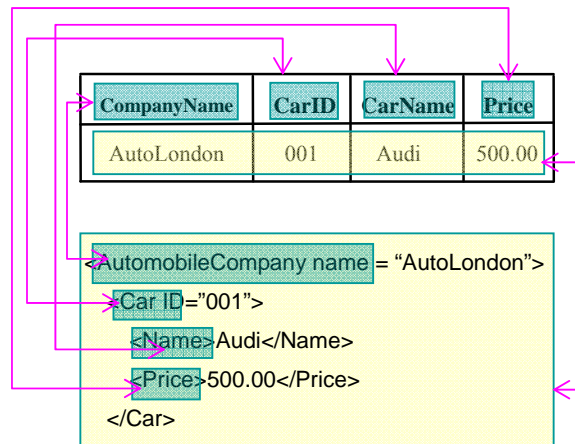 CompanyName CarID CarName Price
AutoLondon 001 Audi 500.00
<AutomobileCompany name = “AutoLondon”>
<Car ID=”001”>
<Name>Audi</Name>
<Price>500.00</Price>
</Car>